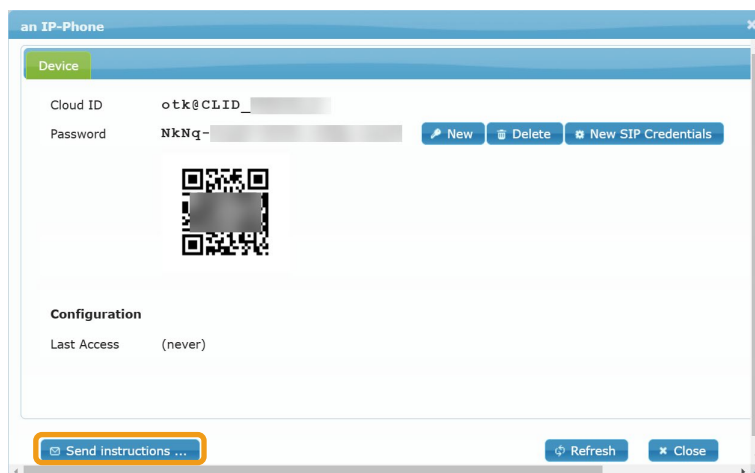 an IP-Phone
Device
Cloud ID otk@CLID_
Password NkNq- New Delete New SIP Credentials
Configuration
Last Access (never)
Send instructions ... Refresh Close